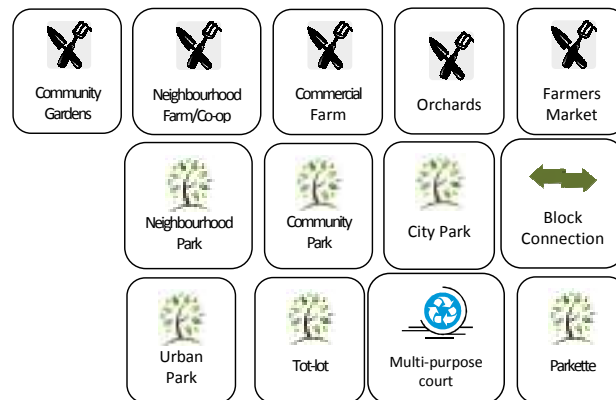 Community
Gardens
Neighbourhood
Farm/Co-op
Commercial
Farm
Orchards
Farmers
Market
Neighbourhood
Park
Community
Park
City Park
Block
Connection
Urban
Park
Tot-lot
Multi-purpose
court
Parkette